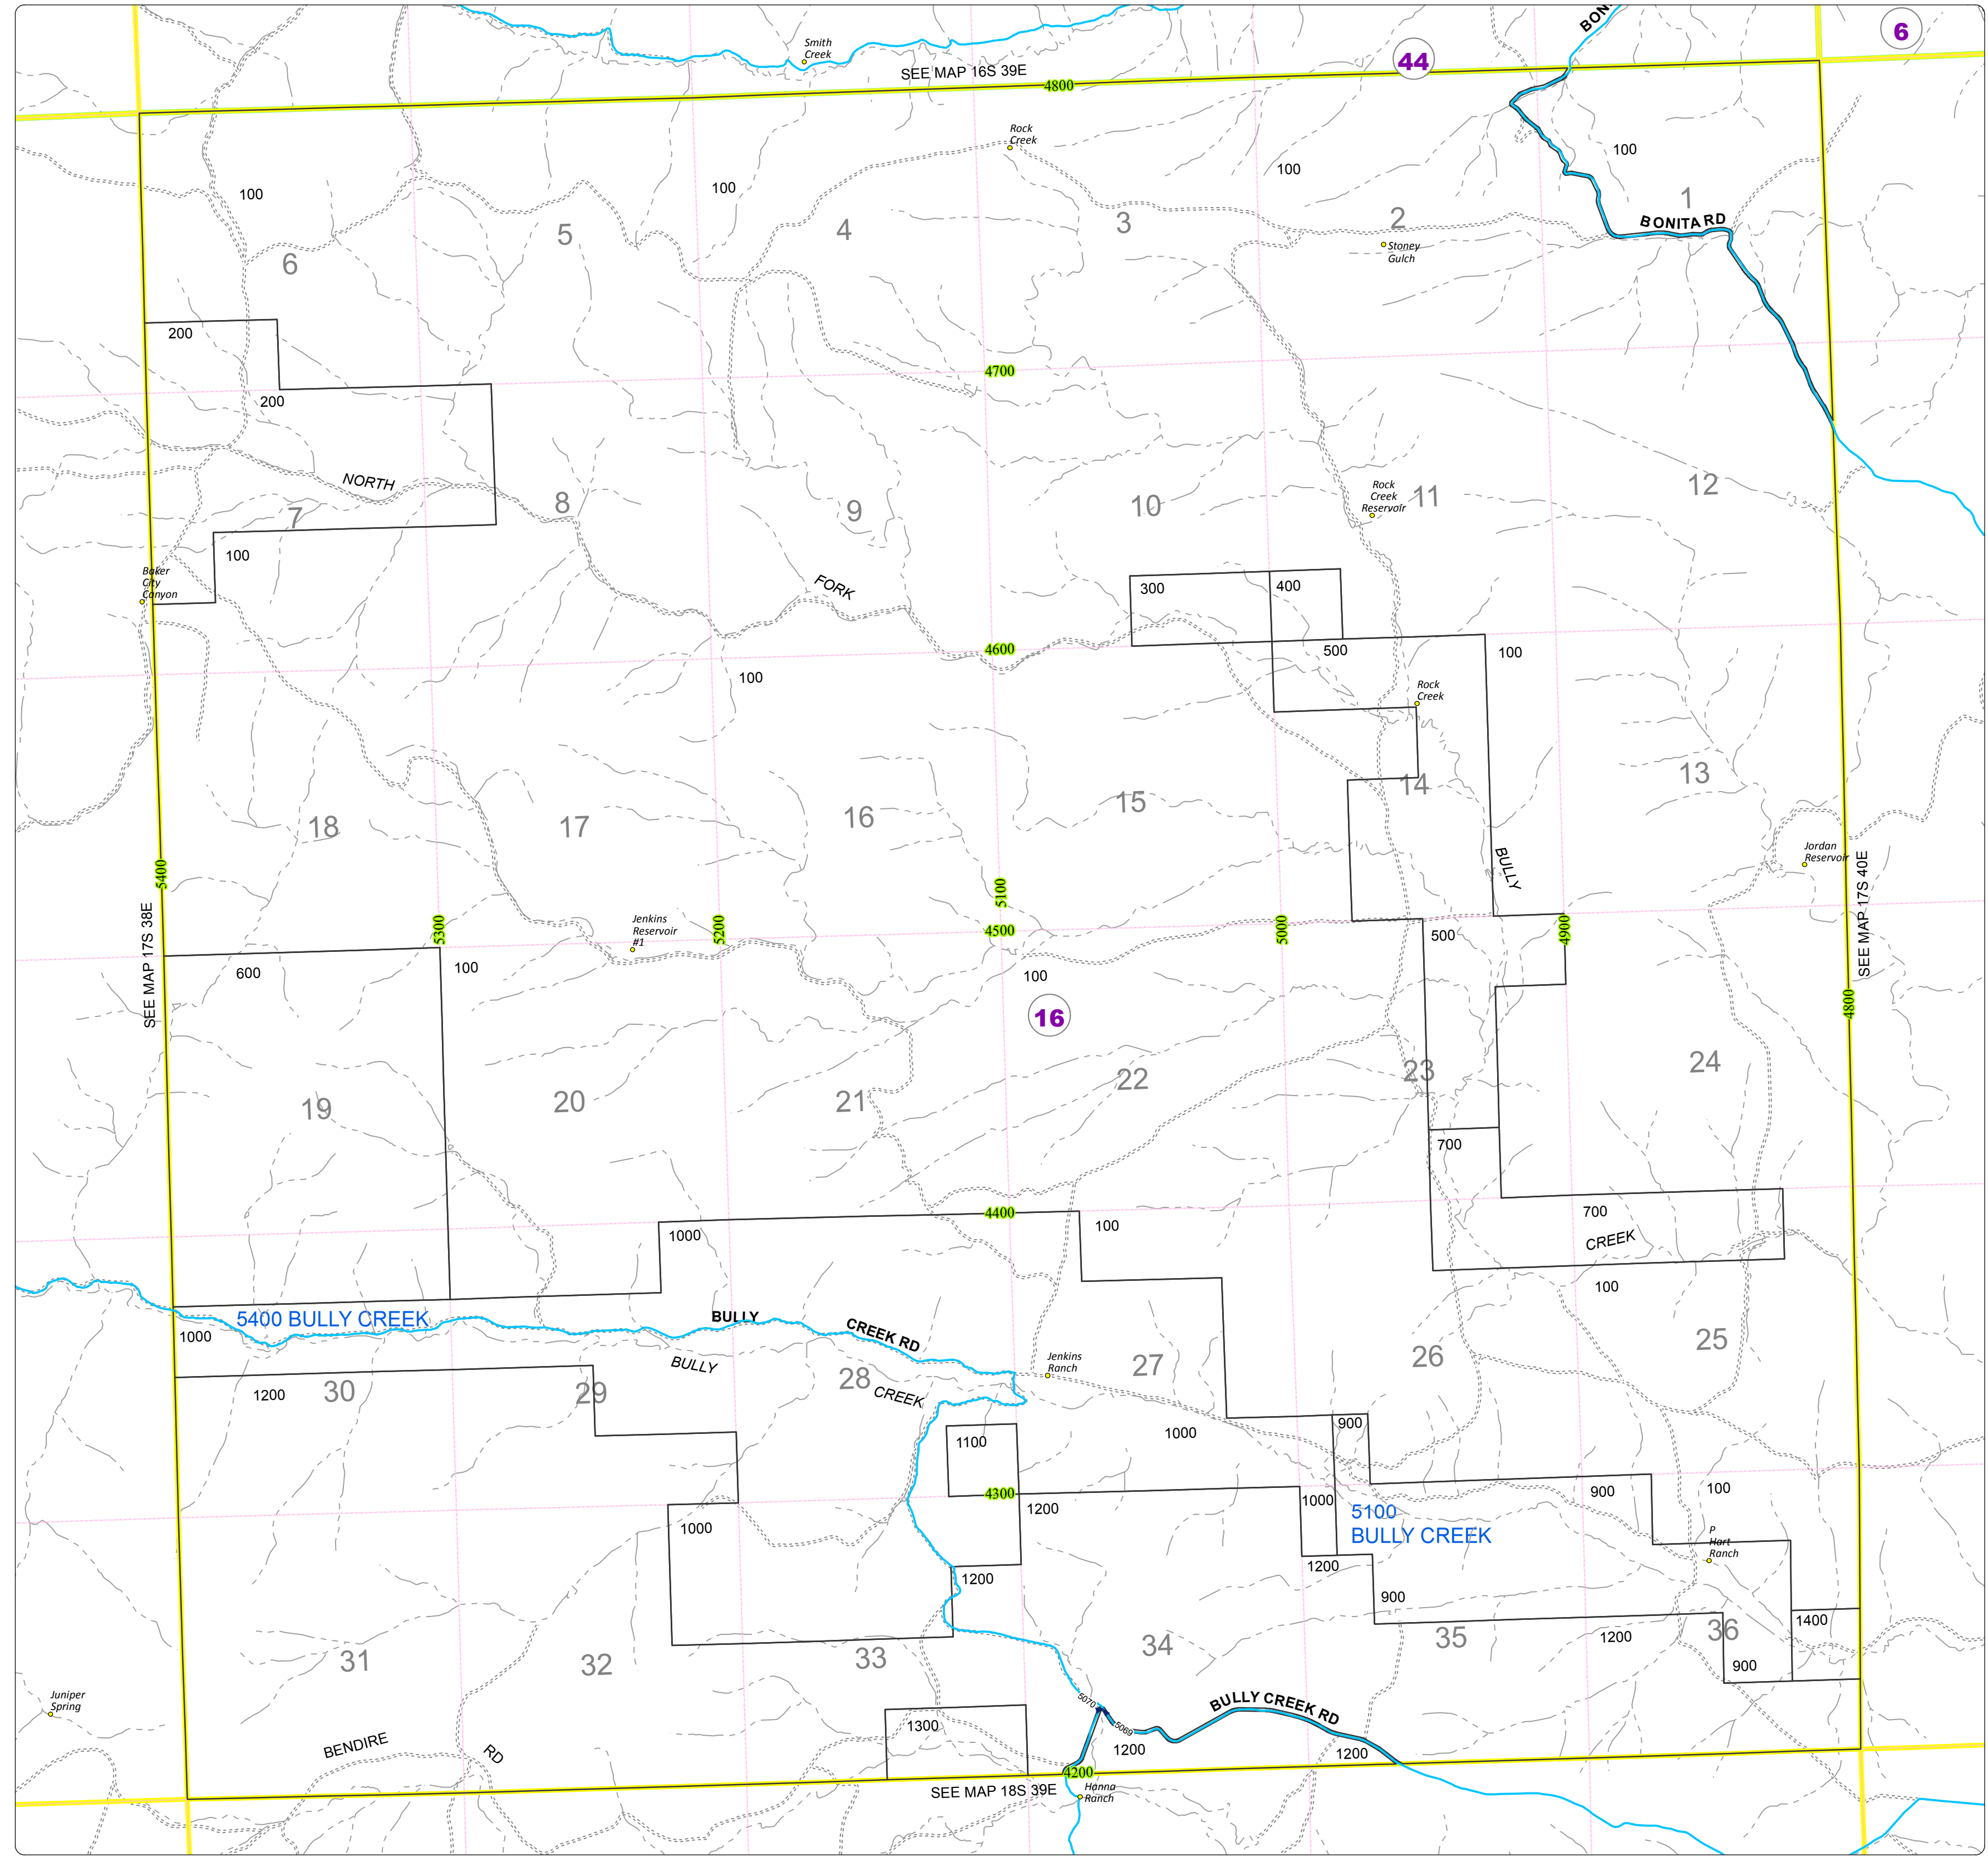 BON
6
Smith
Creek
44
SEE MAP 16S 39E
4800
Rock
Creek
100
100
100
100
1
BONITA RD
2
3
4
5
6
Stoney
Gulch
200
4700
200
NORTH
7
8
9
10
11
12
Rock
Creek
Reservoir
100
Baker
City
Canyon
FORK
300
400
4600
500
100
100
Rock
Creek
18
17
16
15
14
13
BULLY
Jordan
Reservoir
5400
SEE MAP 17S 38E
5300
5200
5100
4500
5000
4900
SEE MAP 17S 40E
4800
Jenkins
Reservoir
#1
600
100
100
500
16
19
20
21
22
23
24
700
1000
4400
100
700
CREEK
100
5400 BULLY CREEK
1000
BULLY
CREEK RD
BULLY
Jenkins
Ranch
1200
30
29
28
CREEK
27
26
25
1100
1000
900
4300
1200
1000
5100
BULLY CREEK
900
100
1000
P
Hart
Ranch
1200
1200
900
1400
31
32
33
34
35
1200
36
900
Juniper
Spring
5070
5069
BULLY CREEK RD
1300
1200
1200
BENDIRE
RD
4200
SEE MAP 18S 39E
Hanna
Ranch